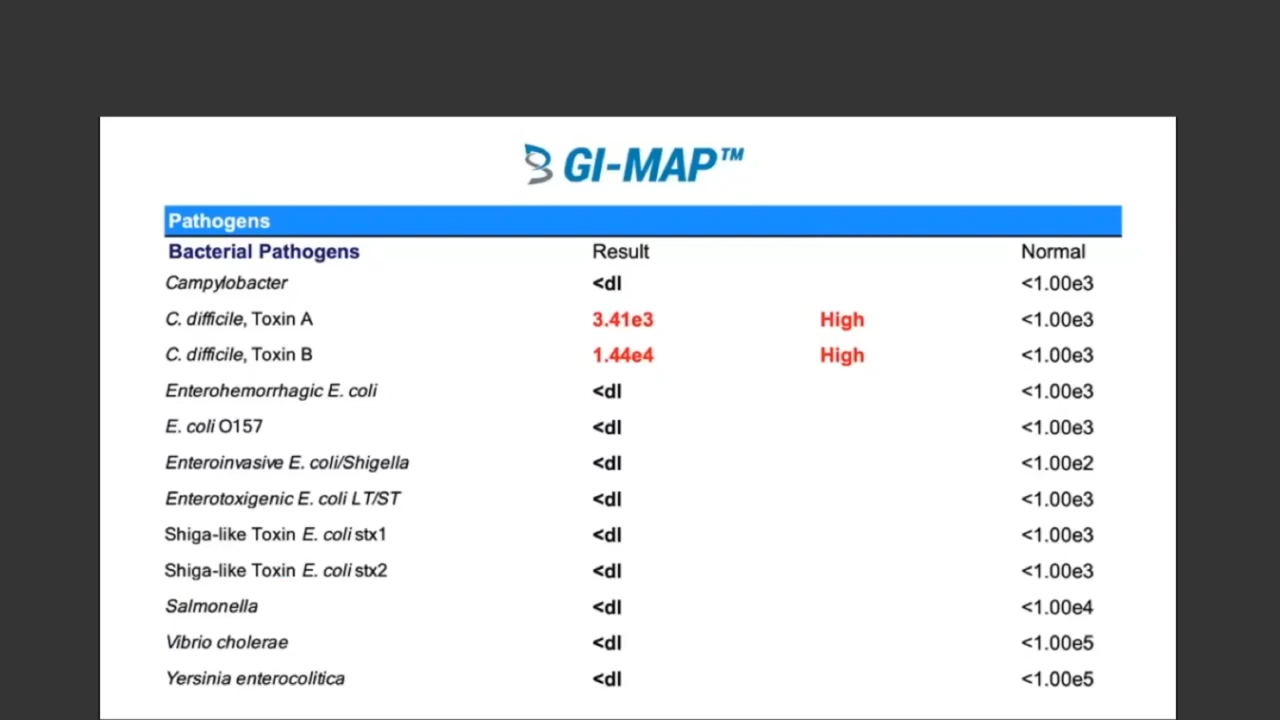 GI-MAP™
Pathogens
Bacterial Pathogens Result Normal
Campylobacter <dl <1.00e3
C. difficile, Toxin A 3.41e3 High <1.00e3
C. difficile, Toxin B 1.44e4 High <1.00e3
Enterohemorrhagic E. coli <dl <1.00e3
E. coli O157 <dl <1.00e3
Enteroinvasive E. coli/Shigella <dl <1.00e2
Enterotoxigenic E. coli LT/ST <dl <1.00e3
Shiga-like Toxin E. coli stx1 <dl <1.00e3
Shiga-like Toxin E. coli stx2 <dl <1.00e3
Salmonella <dl <1.00e4
Vibrio cholerae <dl <1.00e5
Yersinia enterocolitica <dl <1.00e5